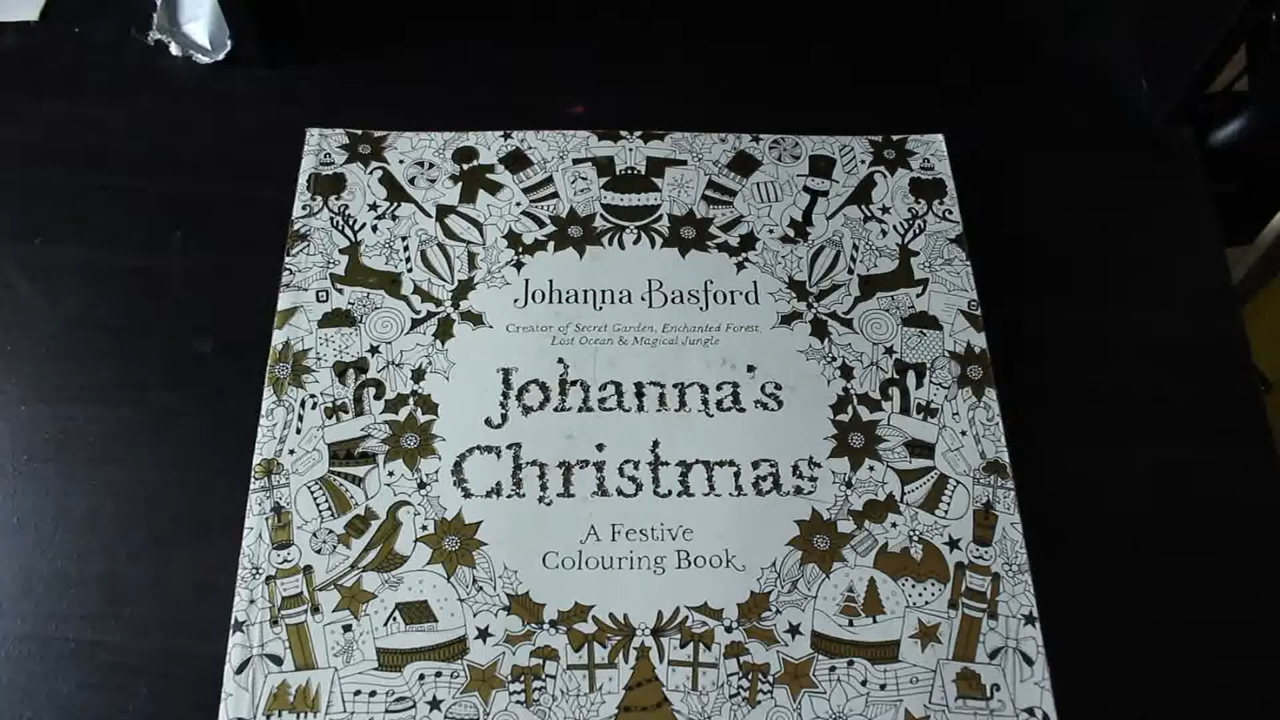 Johanna Basford
Creator of Secret Garden, Enchanted Forest,
Lost Ocean & Magical Jungle
Johanna's
Christmas
A Festive
Colouring Book